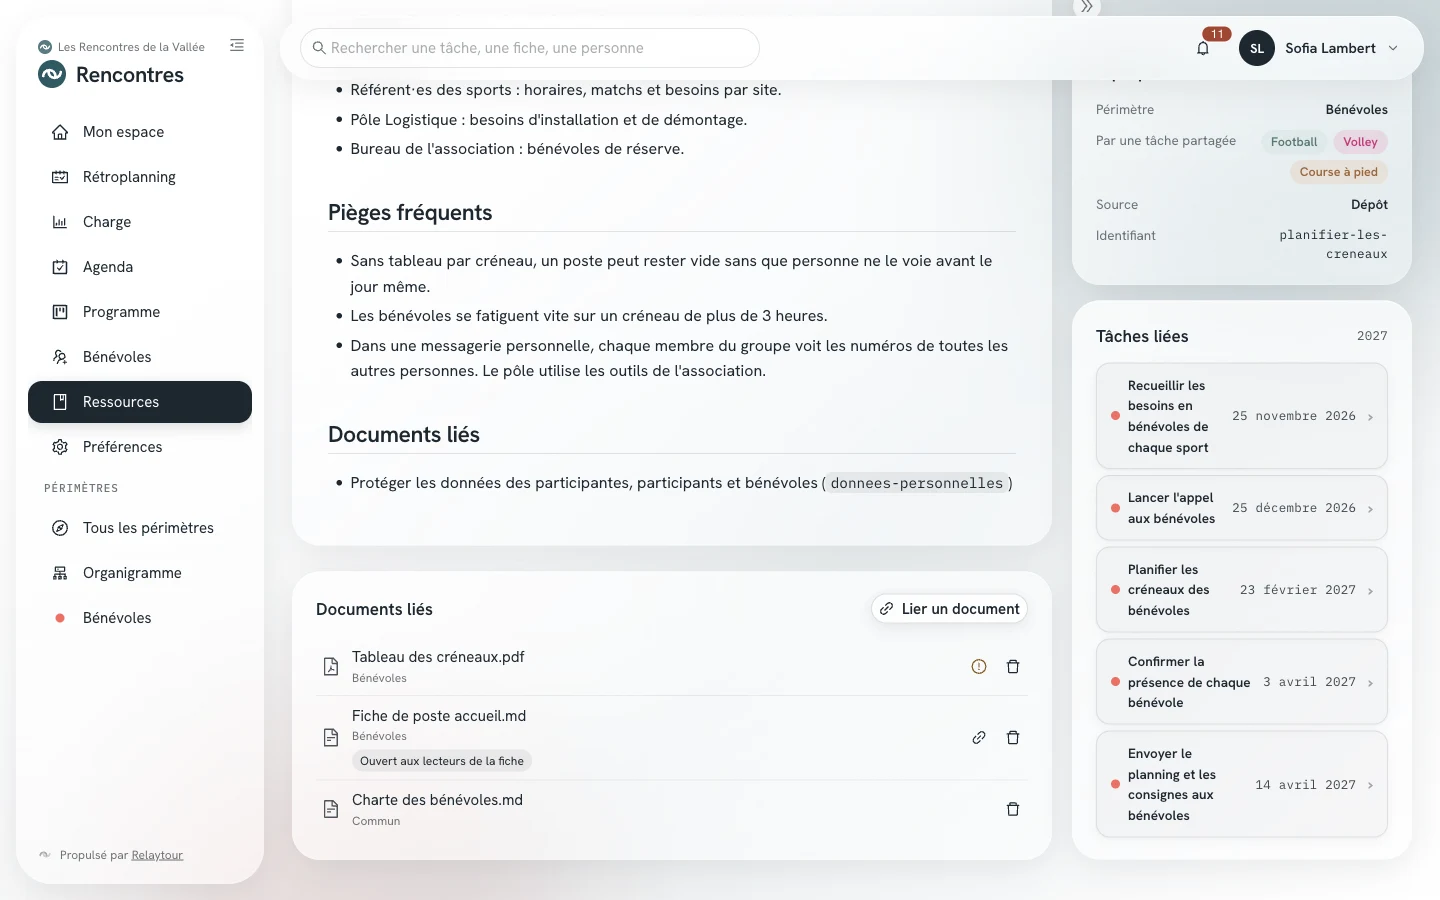 Les Rencontres de la Vallée
Rencontres
Mon espace
Rétroplanning
Charge
Agenda
Programme
Bénévoles
Ressources
Préférences
PÉRIMÈTRES
Tous les périmètres
Organigramme
Bénévoles
Propulsé par Relaytour
Rechercher une tâche, une fiche, une personne
11
SL
Sofia Lambert
Référent·es des sports : horaires, matchs et besoins par site.
Pôle Logistique : besoins d'installation et de démontage.
Bureau de l'association : bénévoles de réserve.
Pièges fréquents
Sans tableau par créneau, un poste peut rester vide sans que personne ne le voie avant le
jour même.
Les bénévoles se fatiguent vite sur un créneau de plus de 3 heures.
Dans une messagerie personnelle, chaque membre du groupe voit les numéros de toutes les
autres personnes. Le pôle utilise les outils de l'association.
Documents liés
Protéger les données des participantes, participants et bénévoles ( donnees-personnelles )
Documents liés
Lier un document
Tableau des créneaux.pdf
Bénévoles
Fiche de poste accueil.md
Bénévoles
Ouvert aux lecteurs de la fiche
Charte des bénévoles.md
Commun
Périmètre
Bénévoles
Par une tâche partagée
Football
Volley
Course à pied
Source
Dépôt
Identifiant
planifier-les-
creneaux
Tâches liées
2027
Recueillir les
besoins en
bénévoles de
chaque sport
25 novembre 2026
Lancer l'appel
aux bénévoles
25 décembre 2026
Planifier les
créneaux des
bénévoles
23 février 2027
Confirmer la
présence de chaque
bénévole
3 avril 2027
Envoyer le
planning et les
consignes aux
bénévoles
14 avril 2027